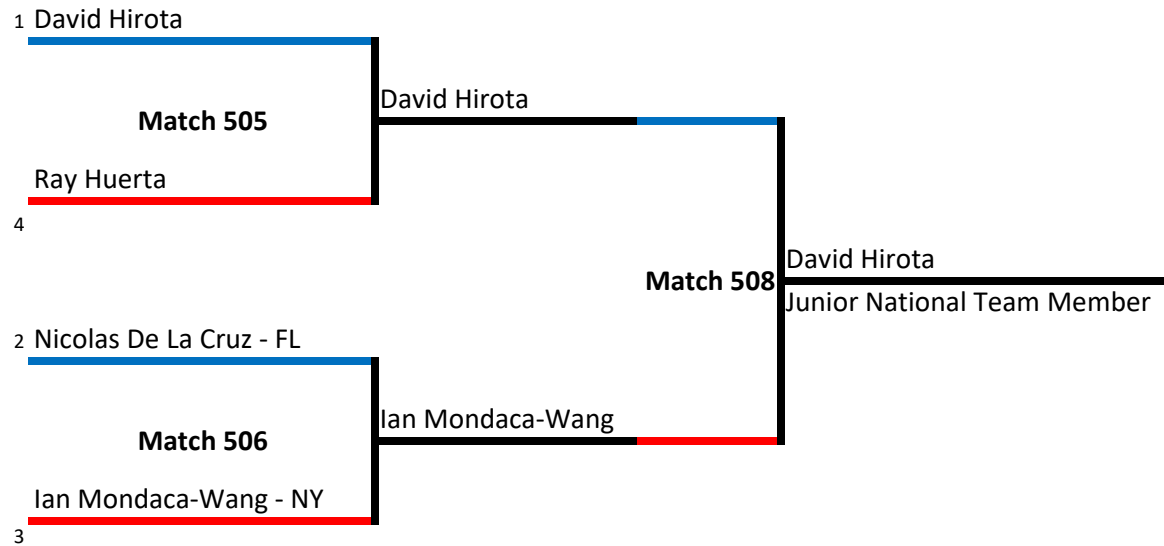 1 David Hirota
Match 505
David Hirota
Ray Huerta
4
Match 508
David Hirota
Junior National Team Member
2 Nicolas De La Cruz - FL
Match 506
Ian Mondaca-Wang
Ian Mondaca-Wang - NY
3